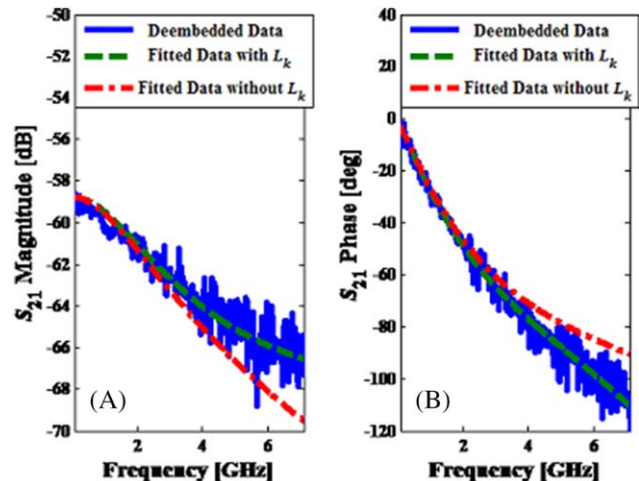 S21 Magnitude [dB]
-50
-52
-54
-56
-58
-60
-62
-64
-66
-68
-70
Deembedded Data
Fitted Data with Lk
Fitted Data without Lk
(A)
2 4 6
Frequency [GHz]
S21 Phase [deg]
40
20
0
-20
-40
-60
-80
-100
-120
Deembedded Data
Fitted Data with Lk
Fitted Data without Lk
(B)
0 2 4 6
Frequency [GHz]